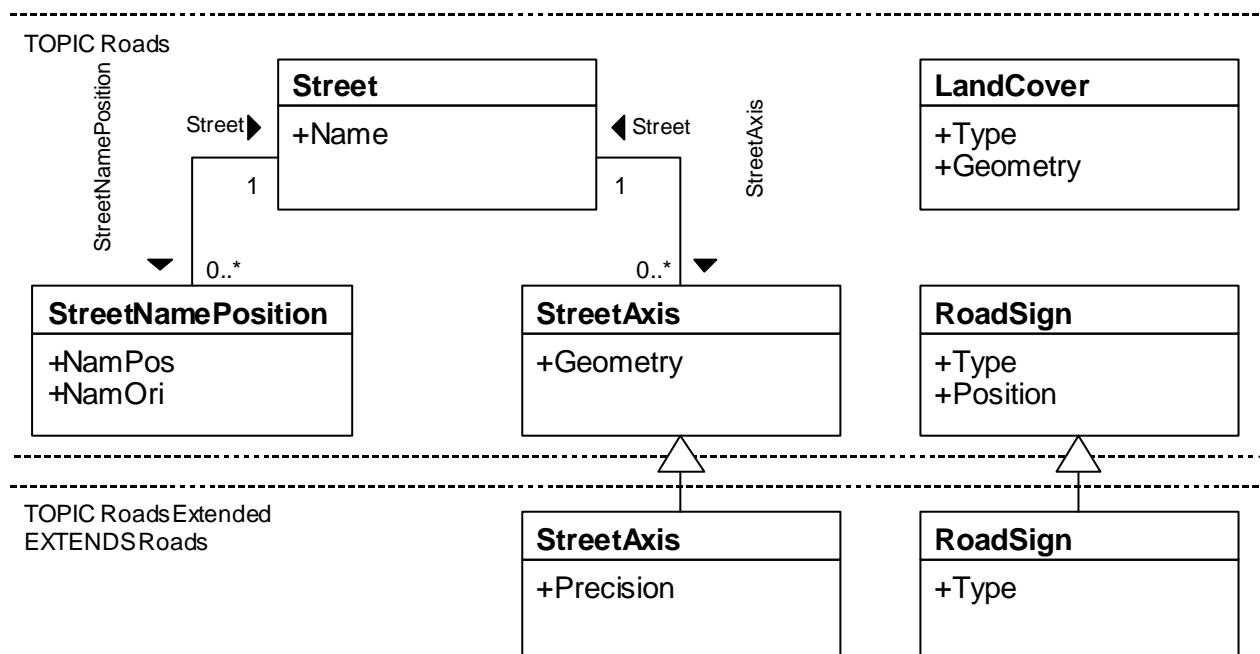 TOPIC Roads
StreetNamePosition
Street
+Name
Street
1
0..*
Street
1
0..*
StreetAxis
LandCover
+Type
+Geometry
StreetNamePosition
+NamPos
+NamOri
StreetAxis
+Geometry
RoadSign
+Type
+Position
TOPIC RoadsExtended
EXTENDS Roads
StreetAxis
+Precision
RoadSign
+Type